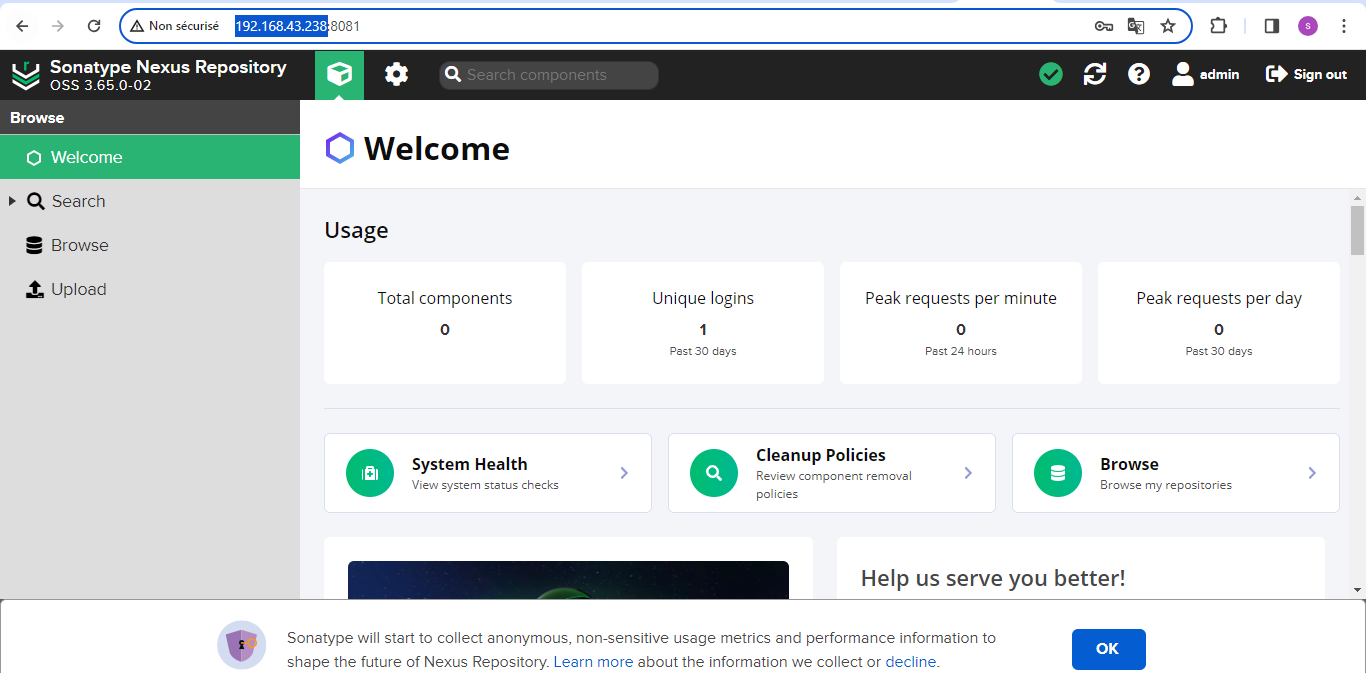 Non sécurisé 192.168.43.238:8081
S
Sonatype Nexus Repository
OSS 3.65.0-02
Search components
admin
Sign out
Browse
Welcome
Search
Browse
Upload
Welcome
Usage
Total components
0
Unique logins
1
Past 30 days
Peak requests per minute
0
Past 24 hours
Peak requests per day
0
Past 30 days
System Health
View system status checks
Cleanup Policies
Review component removal
policies
Browse
Browse my repositories
Help us serve you better!
Sonatype will start to collect anonymous, non-sensitive usage metrics and performance information to
shape the future of Nexus Repository. Learn more about the information we collect or decline.
OK